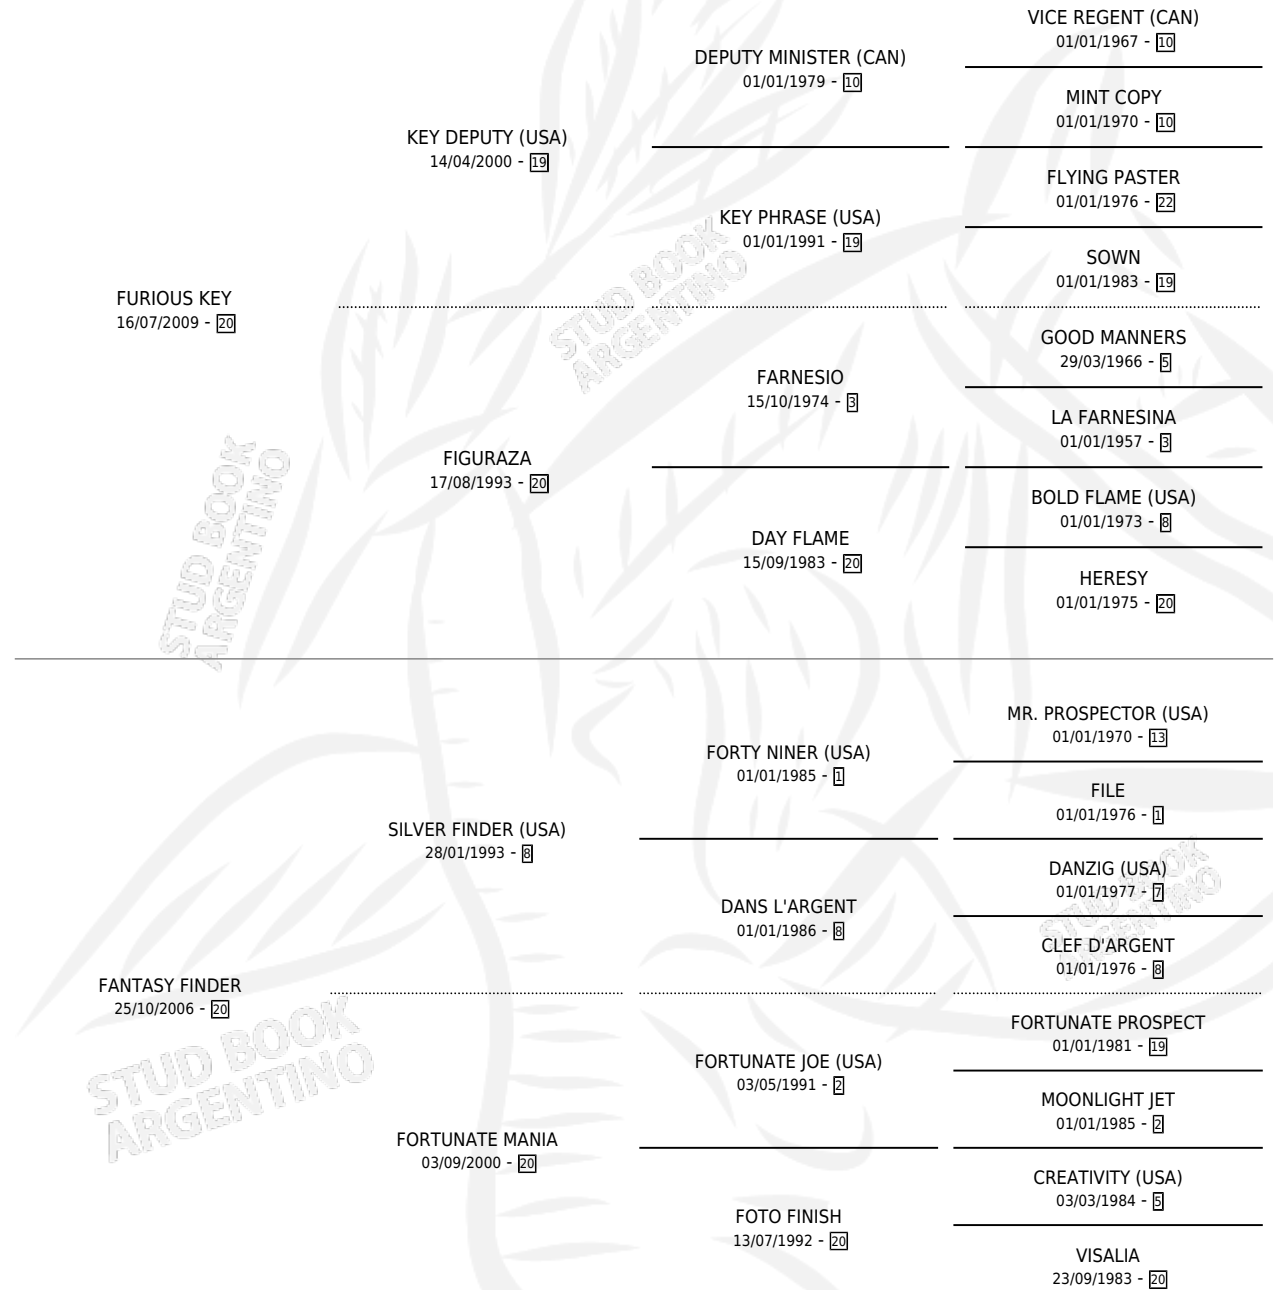 VICE REGENT (CAN)
01/01/1967 - 10
DEPUTY MINISTER (CAN)
01/01/1979 - 10
MINT COPY
01/01/1970 - 10
KEY DEPUTY (USA)
14/04/2000 - 19
FLYING PASTER
01/01/1976 - 22
KEY PHRASE (USA)
01/01/1991 - 19
SOWN
01/01/1983 - 19
FURIOUS KEY
16/07/2009 - 20
STUD BOOK
ARGENTINO
GOOD MANNERS
29/03/1966 - 5
FARNESIO
15/10/1974 - 3
LA FARNESINA
01/01/1957 - 3
FIGURAZA
17/08/1993 - 20
BOLD FLAME (USA)
01/01/1973 - 8
DAY FLAME
15/09/1983 - 20
HERESY
01/01/1975 - 20
STUD BOOK
ARGENTINO
MR. PROSPECTOR (USA)
01/01/1970 - 13
FORTY NINER (USA)
01/01/1985 - 1
FILE
01/01/1976 - 1
SILVER FINDER (USA)
28/01/1993 - 8
DANZIG (USA)
01/01/1977 - 7
DANS L'ARGENT
01/01/1986 - 8
CLEF D'ARGENT
01/01/1976 - 8
STUD BOOK
ARGENTINO
FANTASY FINDER
25/10/2006 - 20
FORTUNATE PROSPECT
01/01/1981 - 19
FORTUNATE JOE (USA)
03/05/1991 - 2
MOONLIGHT JET
01/01/1985 - 2
STUD BOOK
ARGENTINO
FORTUNATE MANIA
03/09/2000 - 20
CREATIVITY (USA)
03/03/1984 - 5
FOTO FINISH
13/07/1992 - 20
VISALIA
23/09/1983 - 20